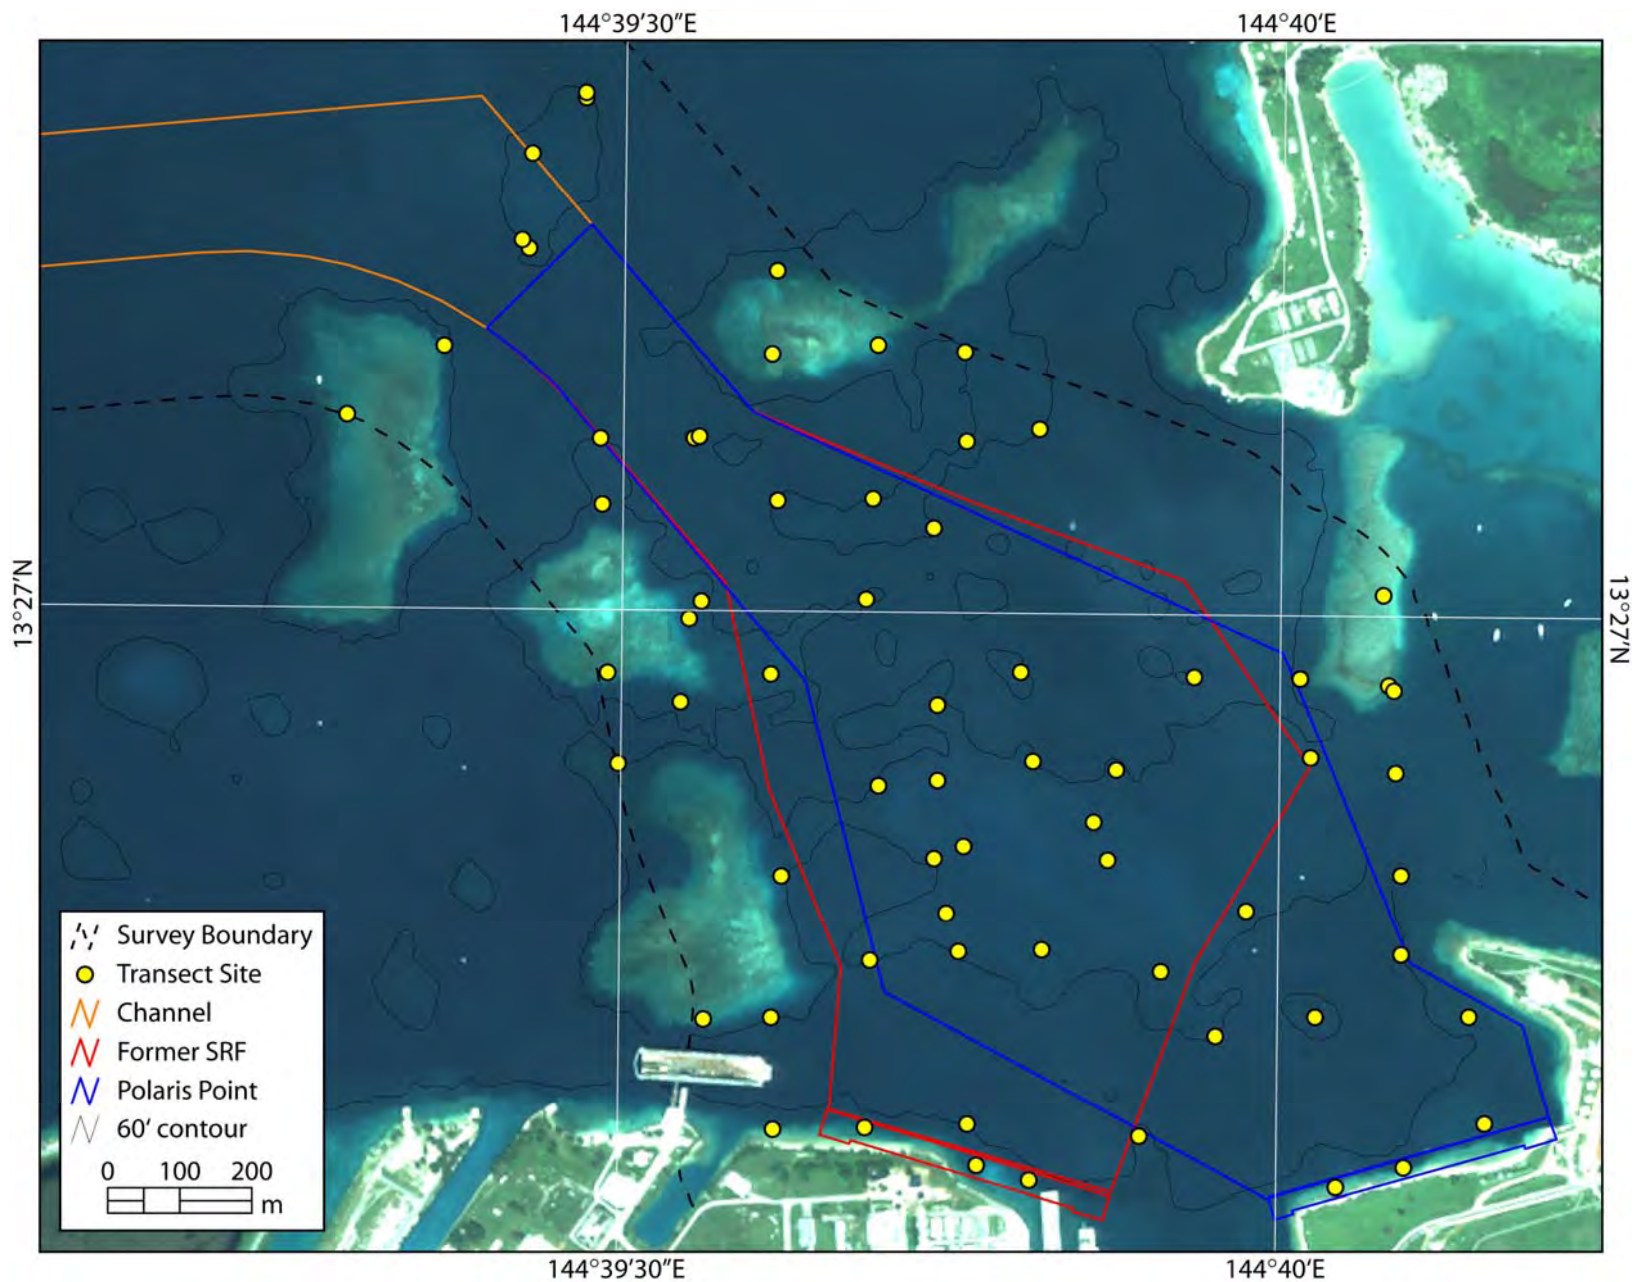 144°39'30"E
144°40'E
13°27'N
13°27'N
Survey Boundary
Transect Site
Channel
Former SRF
Polaris Point
60' contour
0 100 200
m
144°39'30"E
144°40'E